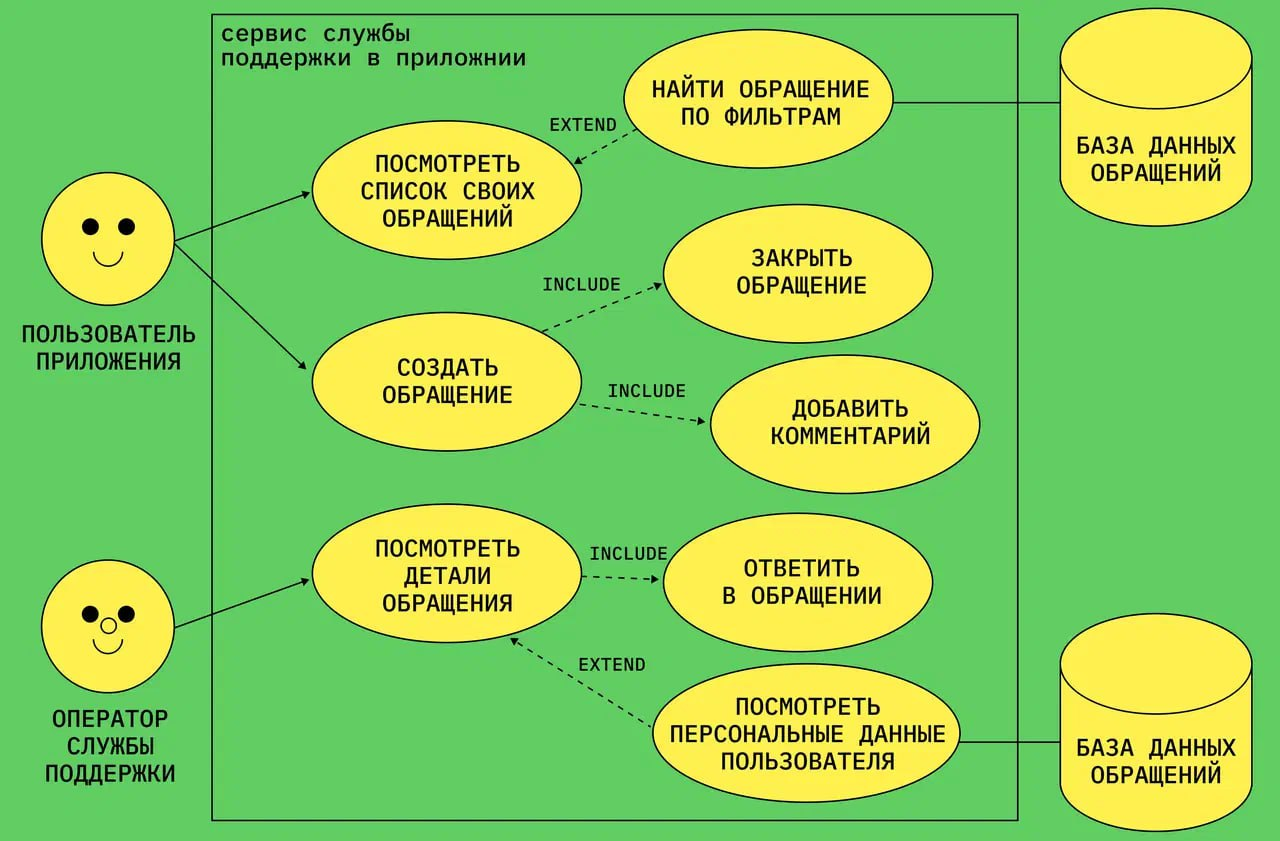 сервис службы
поддержки в приложнии
НАЙТИ ОБРАЩЕНИЕ
ПО ФИЛЬТРАМ
БАЗА ДАННЫХ
ОБРАЩЕНИЙ
EXTEND
ПОСМОТРЕТЬ
СПИСОК СВОИХ
ОБРАЩЕНИЙ
ПОЛЬЗОВАТЕЛЬ
ПРИЛОЖЕНИЯ
INCLUDE
ЗАКРЫТЬ
ОБРАЩЕНИЕ
СОЗДАТЬ
ОБРАЩЕНИЕ
INCLUDE
ДОБАВИТЬ
КОММЕНТАРИЙ
ПОСМОТРЕТЬ
ДЕТАЛИ
ОБРАЩЕНИЯ
INCLUDE
ОТВЕТИТЬ
В ОБРАЩЕНИИ
EXTEND
ОПЕРАТОР
СЛУЖБЫ
ПОДДЕРЖКИ
ПОСМОТРЕТЬ
ПЕРСОНАЛЬНЫЕ ДАННЫЕ
ПОЛЬЗОВАТЕЛЯ
БАЗА ДАННЫХ
ОБРАЩЕНИЙ